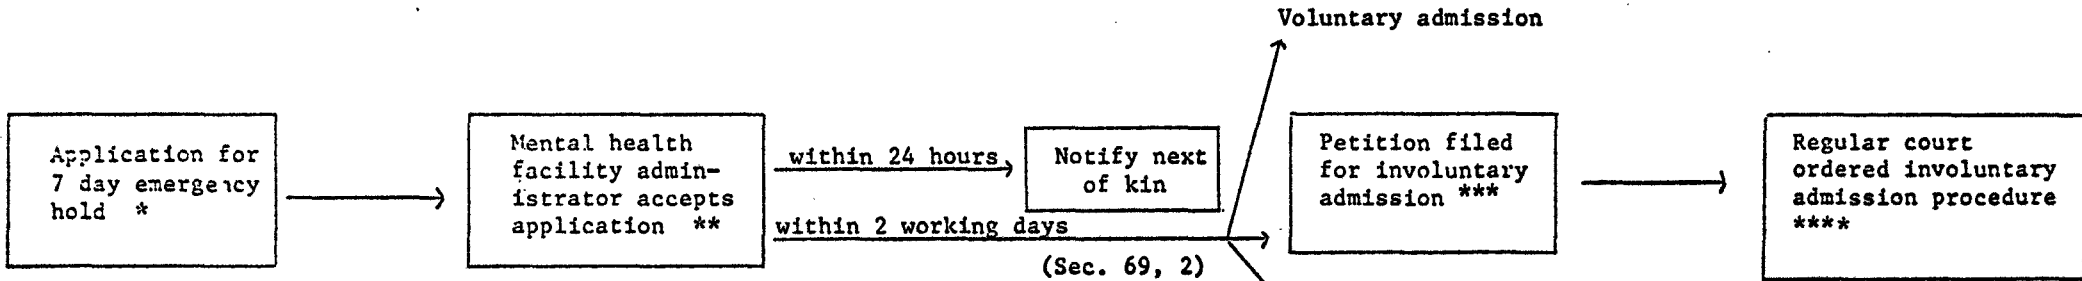 Voluntary admission
Application for
7 day emergency
hold *
Mental health
facility admin-
istrator accepts
application **
within 24 hours
Notify next
of kin
within 2 working days
(Sec. 69, 2)
Petition filed
for involuntary
admission ***
Regular court
ordered involuntary
admission procedure
****